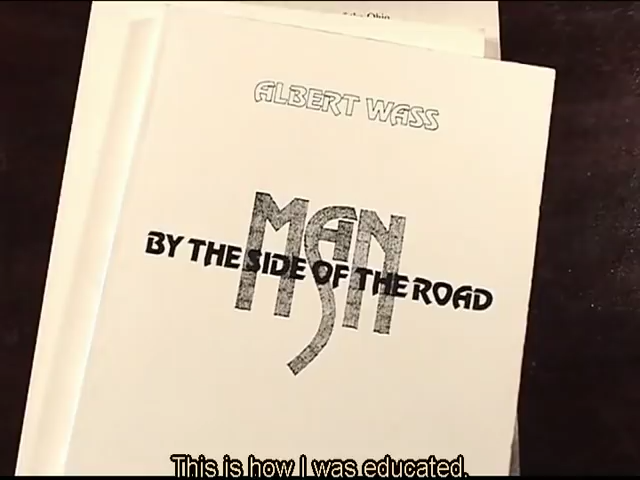 ALBERT WASS
MAN
BY THE SIDE OF THE ROAD
This is how I was educated.